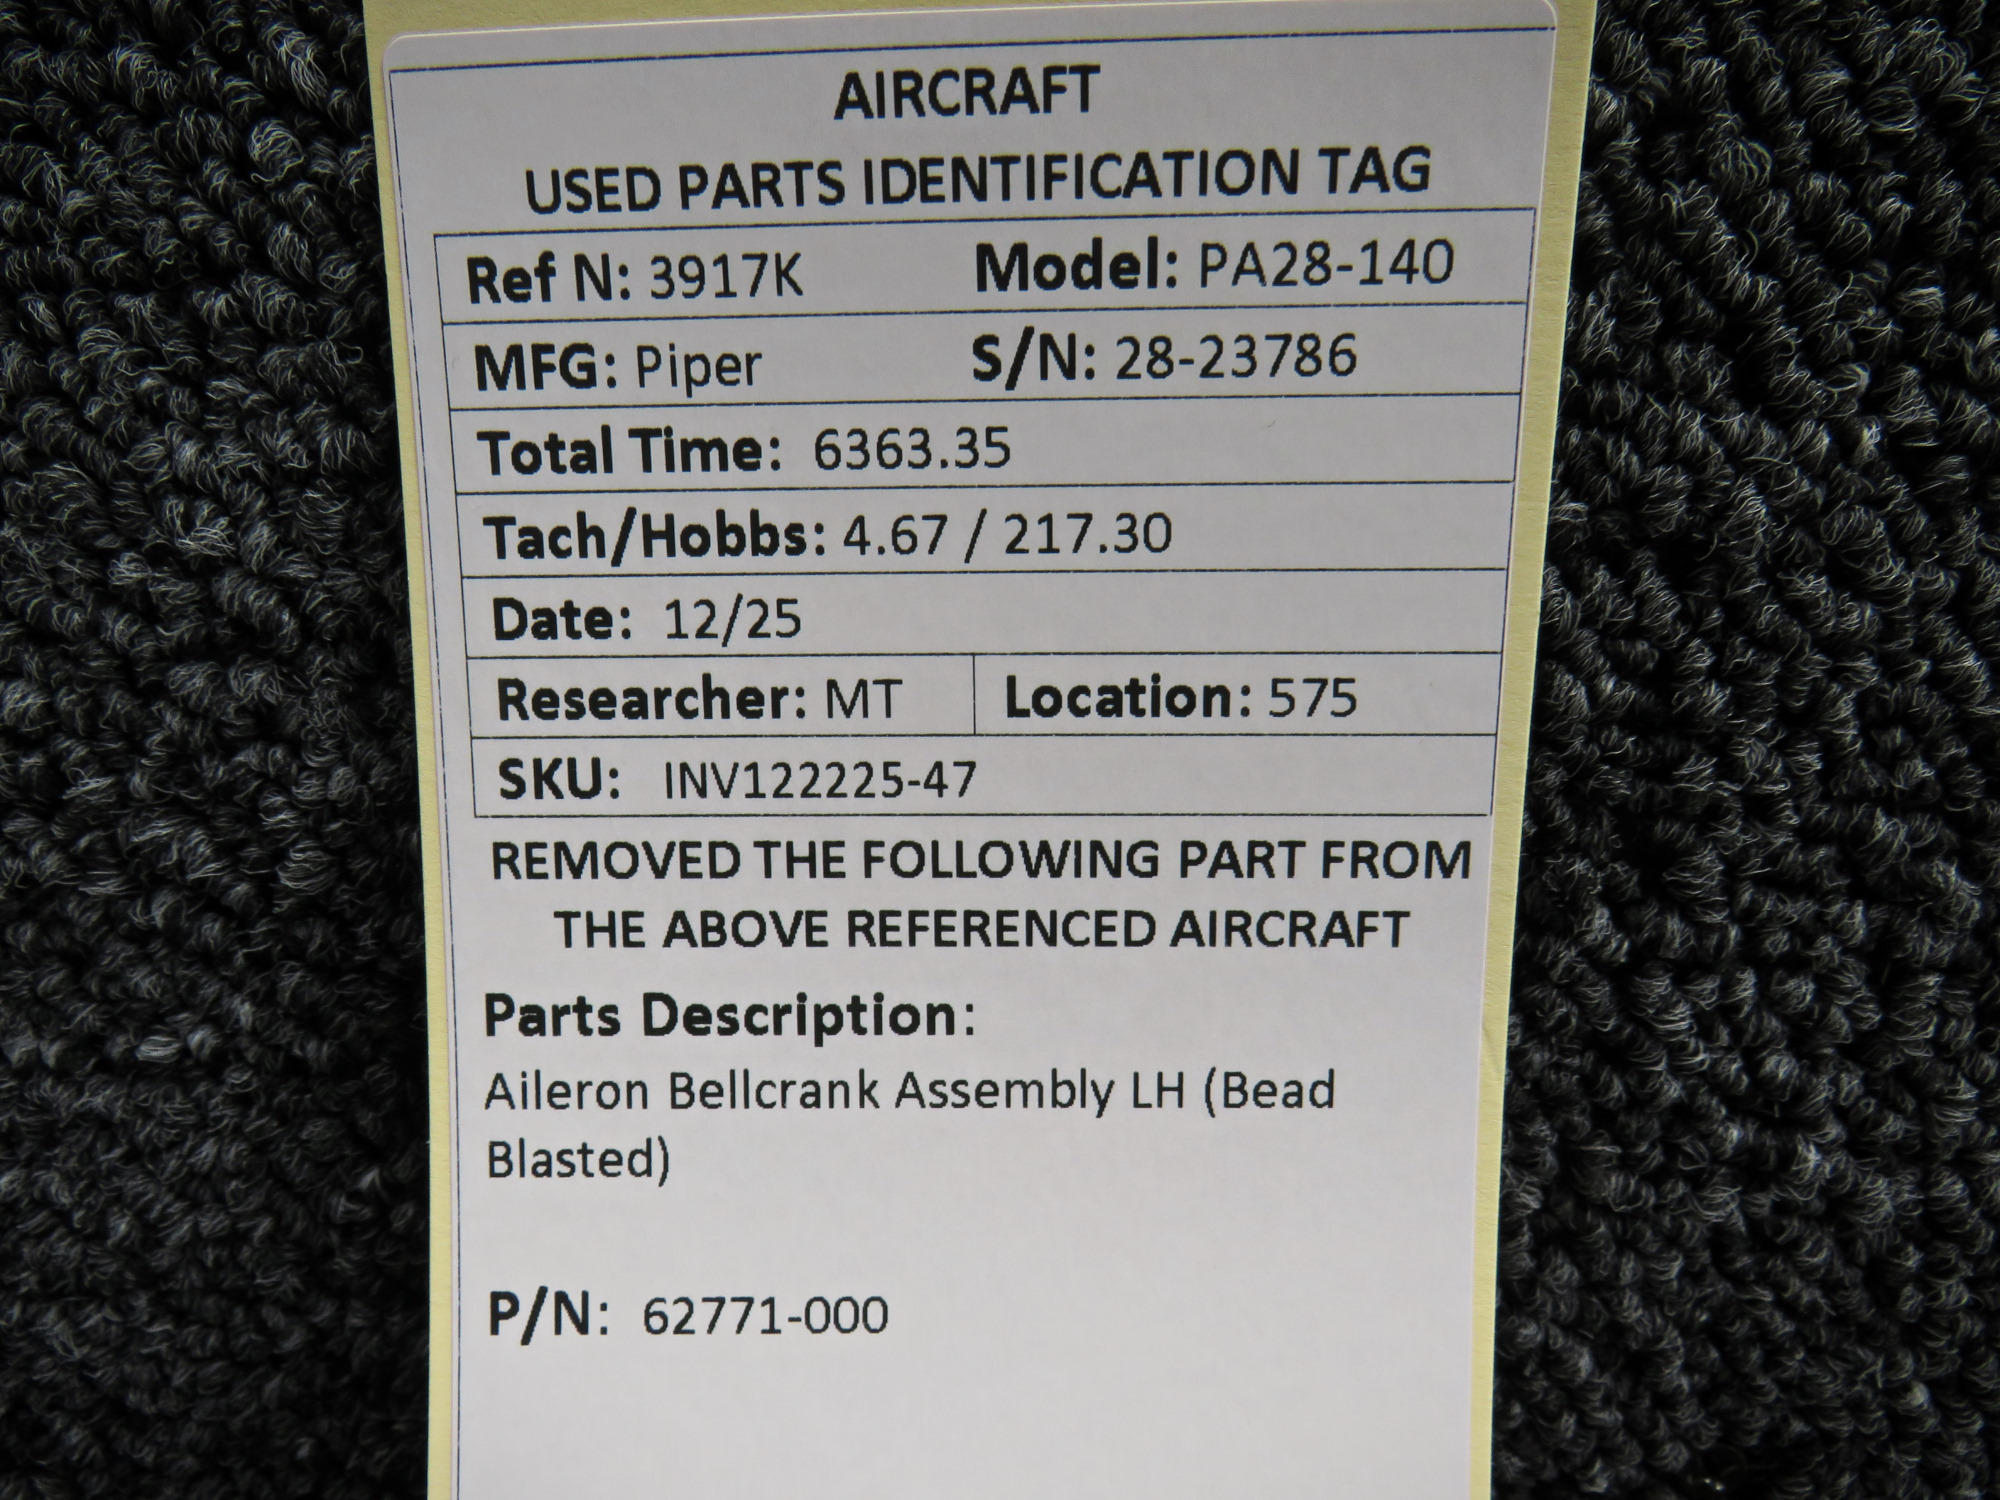 AIRCRAFT
USED PARTS IDENTIFICATION TAG
Ref N: 3917K Model: PA28-140
MFG: Piper S/N: 28-23786
Total Time: 6363.35
Tach/Hobbs: 4.67 / 217.30
Date: 12/25
Researcher: MT Location: 575
SKU: INV122225-47
REMOVED THE FOLLOWING PART FROM
THE ABOVE REFERENCED AIRCRAFT
Parts Description:
Aileron Bellcrank Assembly LH (Bead
Blasted)
P/N: 62771-000